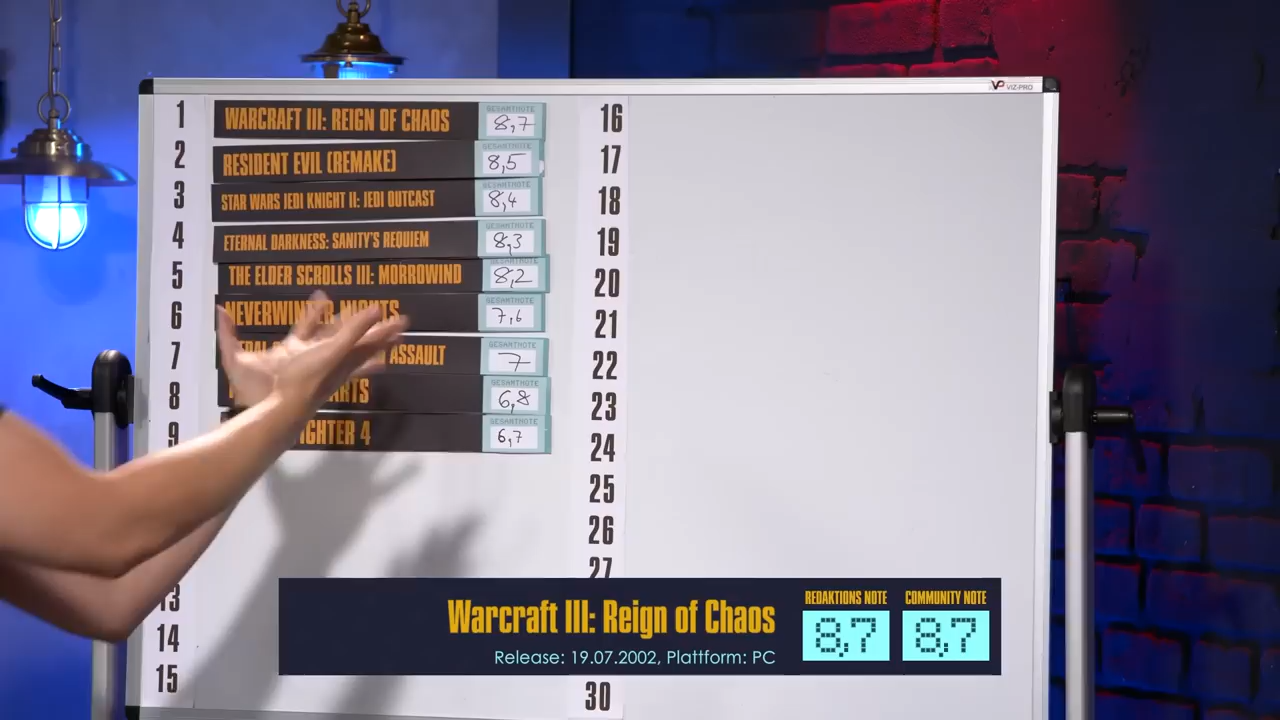 VIZ-PRO
1 WARCRAFT III: REIGN OF CHAOS GESAMTNOTE 8,7
2 RESIDENT EVIL (REMAKE) GESAMTNOTE 8,5
3 STAR WARS JEDI KNIGHT II: JEDI OUTCAST GESAMTNOTE 8,4
4 ETERNAL DARKNESS: SANITY'S REQUIEM GESAMTNOTE 8,3
5 THE ELDER SCROLLS III: MORROWIND GESAMTNOTE 8,2
6 NEVERWINTER NIGHTS GESAMTNOTE 7,6
7 ASSAULT GESAMTNOTE 7
8 GESAMTNOTE 6,8
9 4 GESAMTNOTE 6,7
13
14
15
16
17
18
19
20
21
22
23
24
25
26
27
30
Warcraft III: Reign of Chaos
Release: 19.07.2002, Plattform: PC
REDAKTIONS NOTE
8,7
COMMUNITY NOTE
8,7